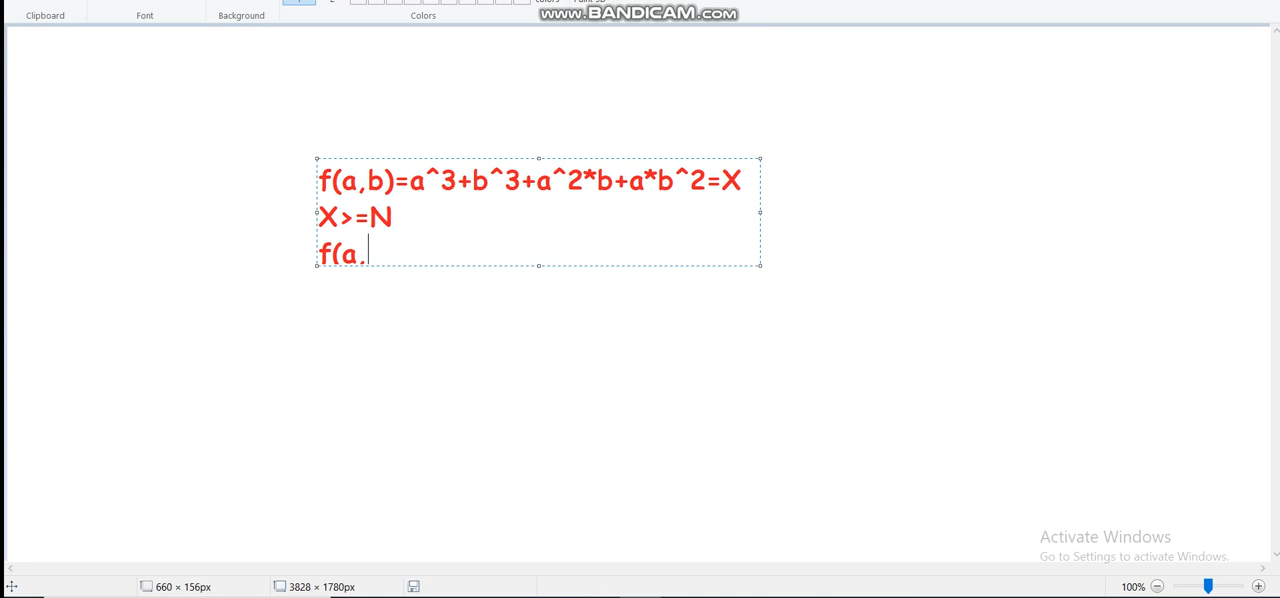 Clipboard Font Background Colors
www.BANDICAM.com
f(a,b)=a^3+b^3+a^2*b+a*b^2=X
X>=N
f(a,
Activate Windows
Go to Settings to activate Windows.
660 × 156px 3828 × 1780px 100%